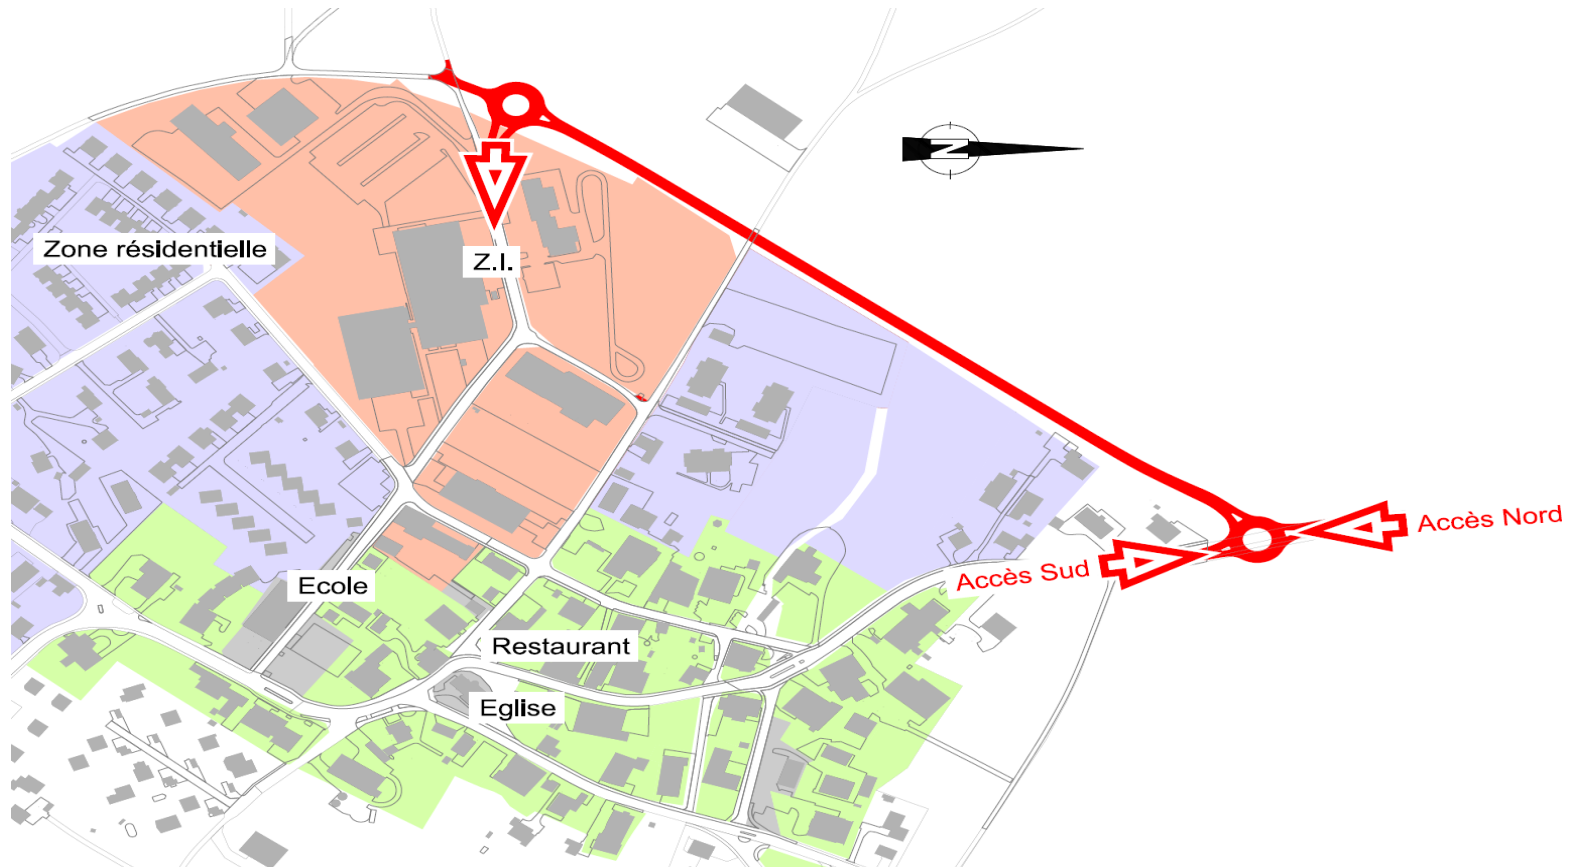 N
Zone résidentielle
Z.I.
Accès Nord
Accès Sud
Ecole
Restaurant
Eglise